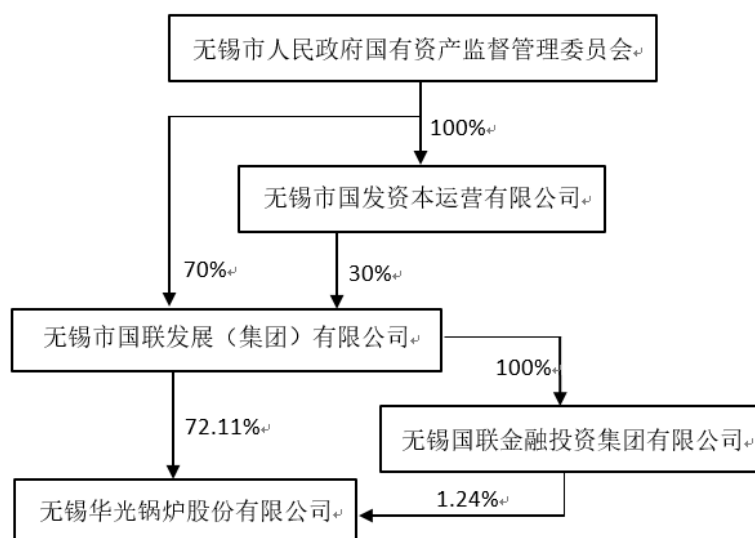 无锡市人民政府国有资产监督管理委员会
100%
无锡市国发资本运营有限公司
70%
30%
无锡市国联发展（集团）有限公司
100%
72.11%
无锡国联金融投资集团有限公司
1.24%
无锡华光锅炉股份有限公司